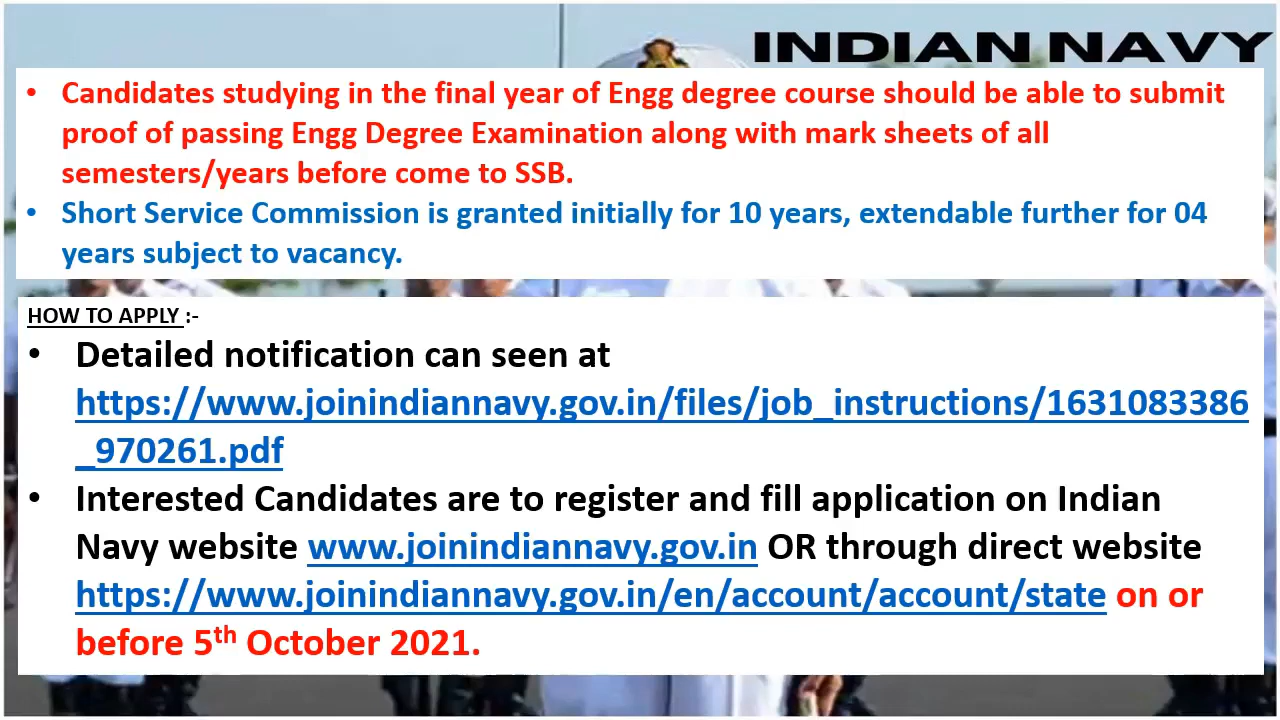 INDIAN NAVY
• Candidates studying in the final year of Engg degree course should be able to submit
proof of passing Engg Degree Examination along with mark sheets of all
semesters/years before come to SSB.
• Short Service Commission is granted initially for 10 years, extendable further for 04
years subject to vacancy.
HOW TO APPLY :-
• Detailed notification can seen at
https://www.joinindiannavy.gov.in/files/job_instructions/1631083386
_970261.pdf
• Interested Candidates are to register and fill application on Indian
Navy website www.joinindiannavy.gov.in OR through direct website
https://www.joinindiannavy.gov.in/en/account/account/state on or
before 5th October 2021.